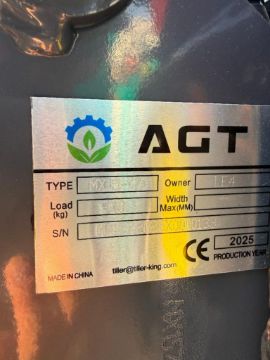 AGT
TYPE
Owner
Load
(kg)
Width
Max(MM)
S/N
CE 2025
MADE IN CHINA
tiller@tiller-king.com
PRODUCTION YEAR